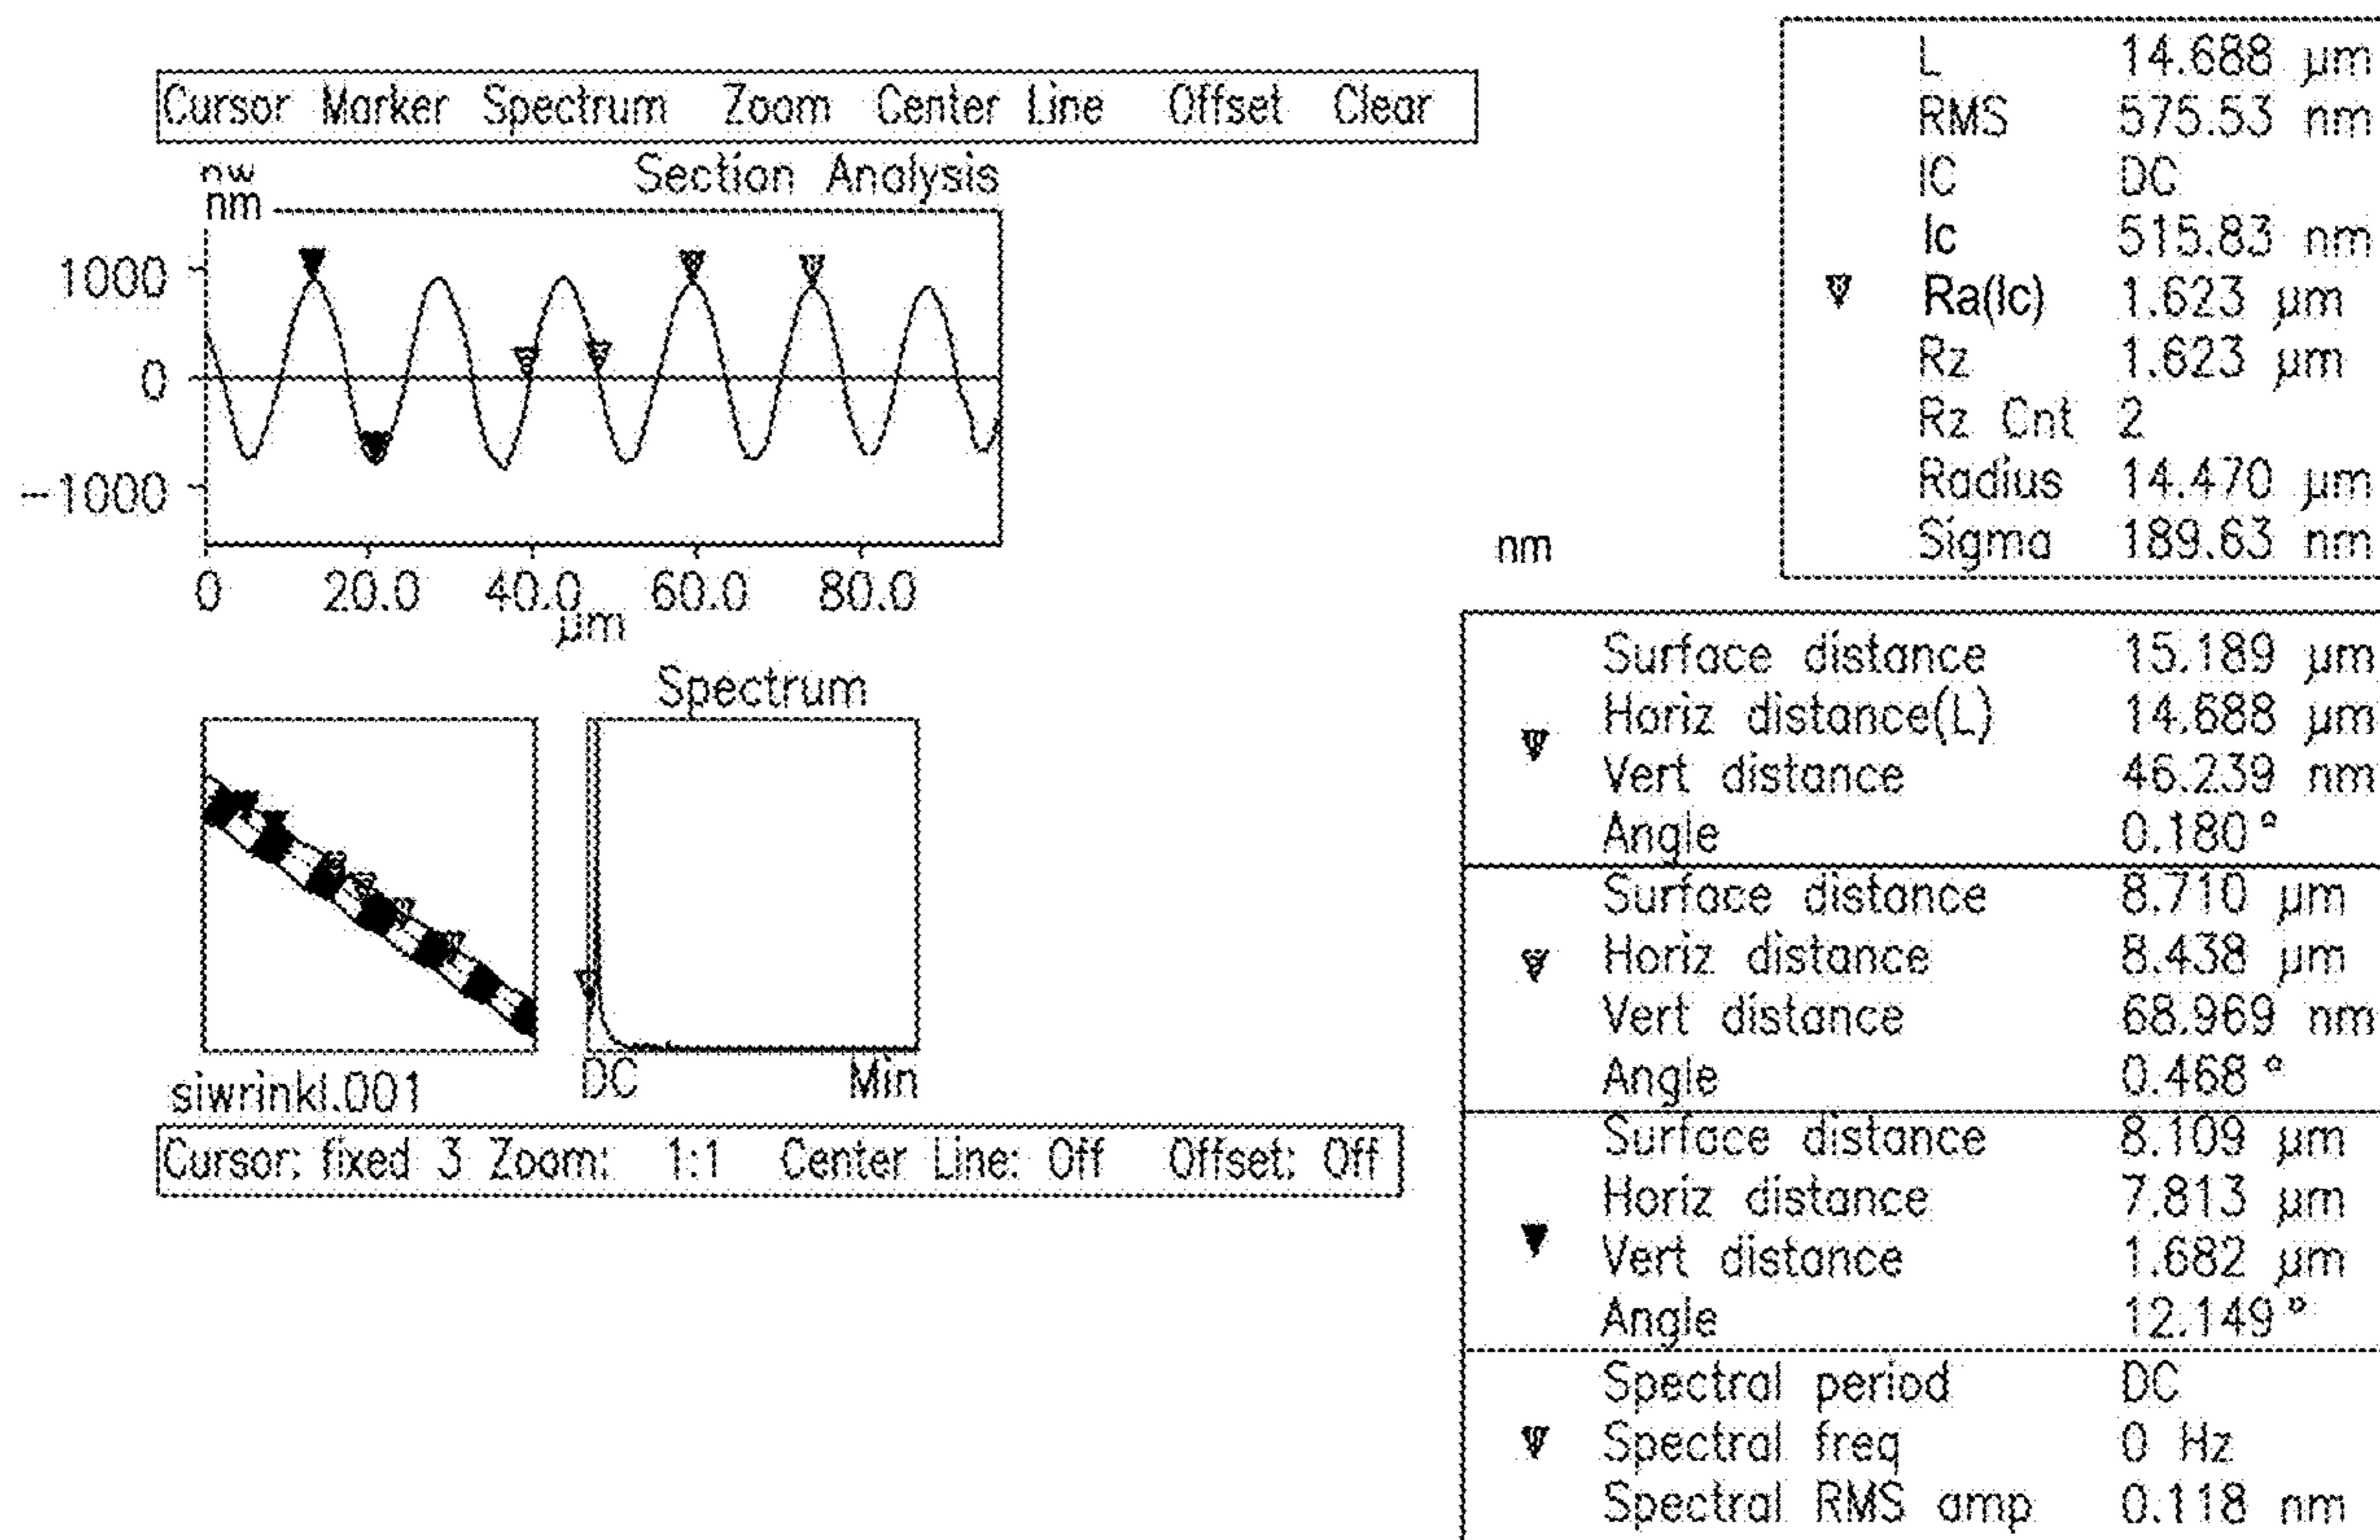 Cursor Marker Spectrum Zoom Center Line Offset Clear
nm
Section Analysis
1000
0
-1000
0 20.0 40.0 60.0 80.0
µm
Spectrum
DC Min
siwrinkl.001
Cursor: fixed 3 Zoom: 1:1 Center Line: Off Offset: Off
L 14.688 µm
RMS 575.53 nm
IC DC
Ic 515.83 nm
Ra(Ic) 1.623 µm
Rz 1.623 µm
Rz Cnt 2
Radius 14.470 µm
Sigma 189.63 nm
nm
Surface distance 15.189 µm
Horiz distance(L) 14.688 µm
Vert distance 46.239 nm
Angle 0.180°
Surface distance 8.710 µm
Horiz distance 8.438 µm
Vert distance 68.969 nm
Angle 0.468°
Surface distance 8.109 µm
Horiz distance 7.813 µm
Vert distance 1.682 µm
Angle 12.149°
Spectral period DC
Spectral freq 0 Hz
Spectral RMS amp 0.118 nm